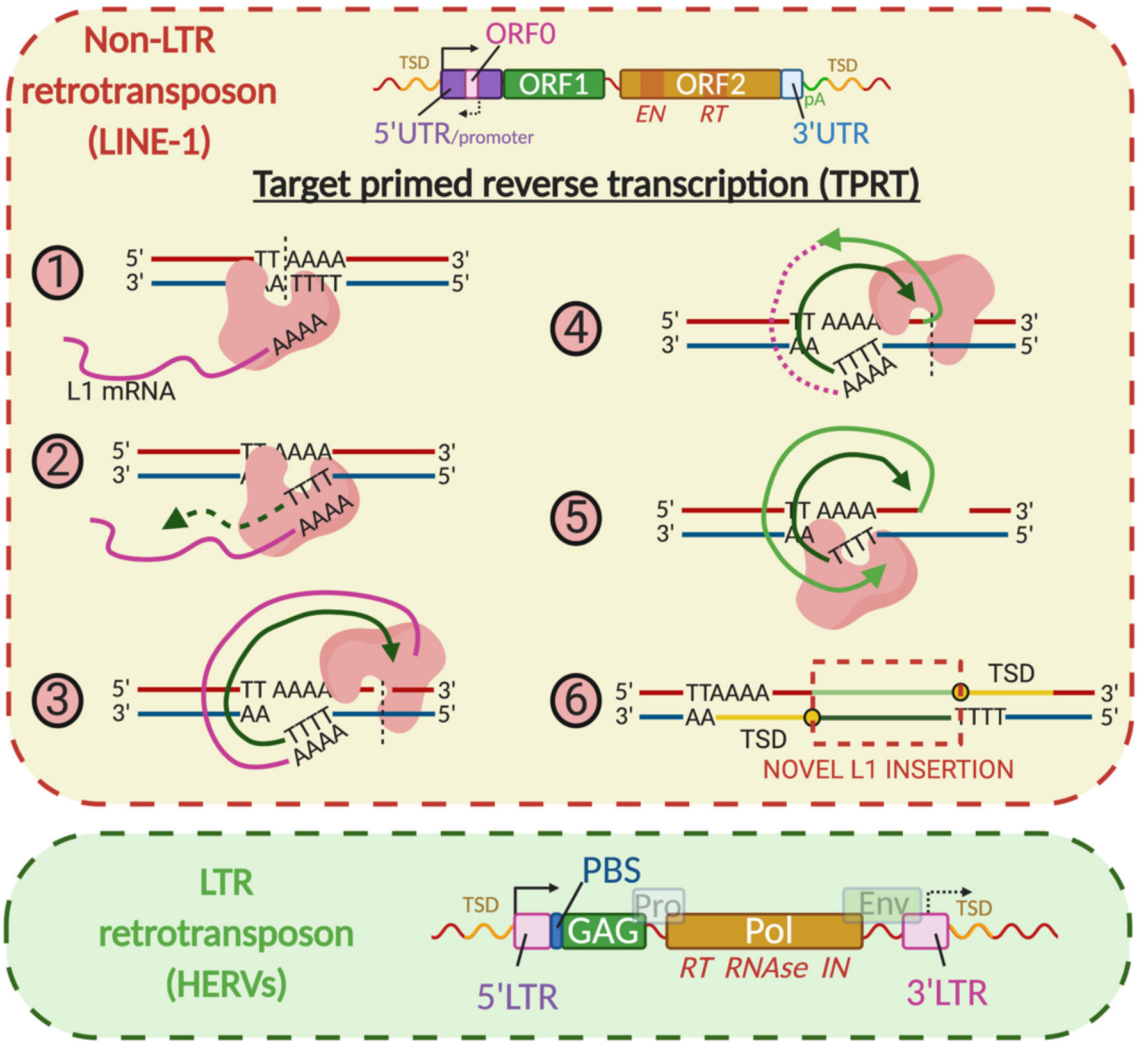 Non-LTR
retrotransposon
(LINE-1)
ORF0
TSD
ORF1
ORF2
TSD
pA
EN RT
5'UTR/promoter
3'UTR
Target primed reverse transcription (TPRT)
1
5' TT AAAA 3'
3' AA TTTT 5'
AAAA
L1 mRNA
2
5' TT AAAA 3'
3' A 5'
TTTT
AAAA
3
5' TT AAAA 3'
3' AA 5'
TTTT
AAAA
4
5' TT AAAA 3'
3' AA 5'
TTTT
AAAA
5
5' TT AAAA 3'
3' AA 5'
TTTT
6
5' TTAAAA TSD 3'
3' AA TTTT 5'
TSD
NOVEL L1 INSERTION
LTR
retrotransposon
(HERVs)
PBS
TSD
GAG
Pro
Pol
Env
TSD
RT RNAse IN
5'LTR
3'LTR